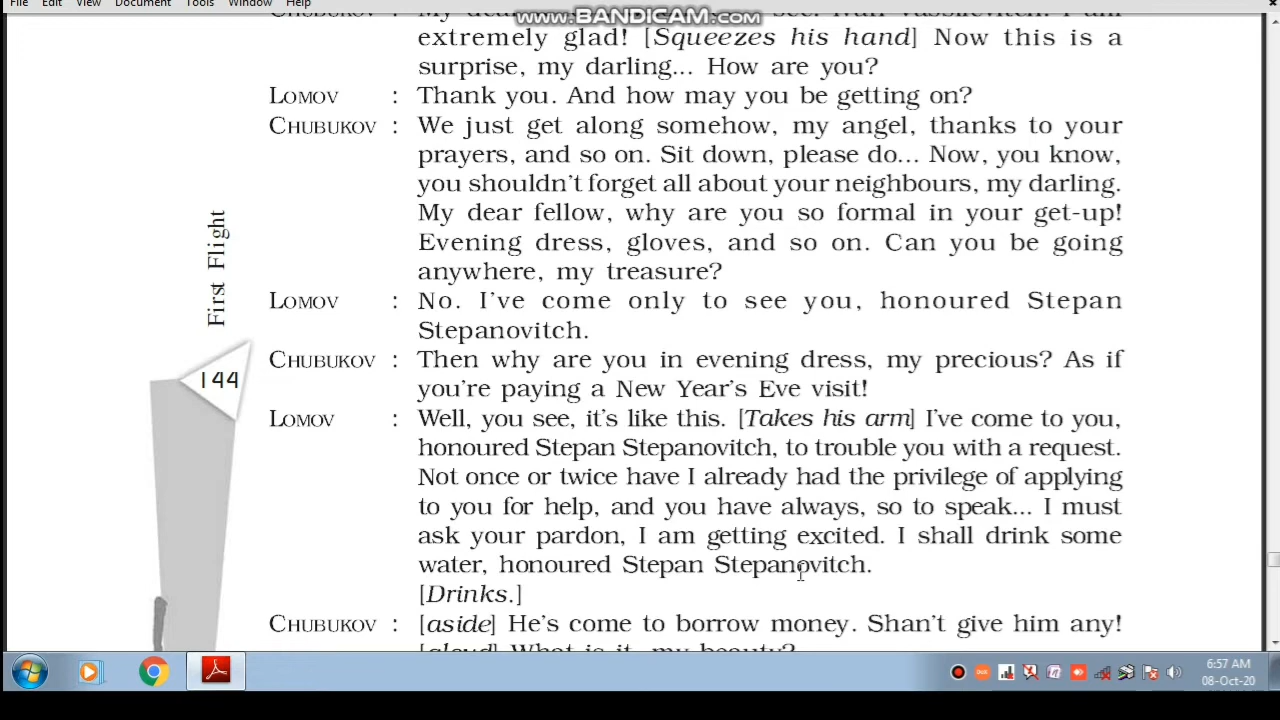 File Edit View Document Tools Window Help
www.BANDICAM.com
extremely glad! [Squeezes his hand] Now this is a
surprise, my darling... How are you?
LOMOV : Thank you. And how may you be getting on?
CHUBUKOV : We just get along somehow, my angel, thanks to your
prayers, and so on. Sit down, please do... Now, you know,
you shouldn't forget all about your neighbours, my darling.
My dear fellow, why are you so formal in your get-up!
Evening dress, gloves, and so on. Can you be going
anywhere, my treasure?
LOMOV : No. I've come only to see you, honoured Stepan
Stepanovitch.
CHUBUKOV : Then why are you in evening dress, my precious? As if
you're paying a New Year's Eve visit!
LOMOV : Well, you see, it's like this. [Takes his arm] I've come to you,
honoured Stepan Stepanovitch, to trouble you with a request.
Not once or twice have I already had the privilege of applying
to you for help, and you have always, so to speak... I must
ask your pardon, I am getting excited. I shall drink some
water, honoured Stepan Stepanovitch.
[Drinks.]
CHUBUKOV : [aside] He's come to borrow money. Shan't give him any!
[aloud] What is it, my beauty?
First Flight
144
6:57 AM
08-Oct-20